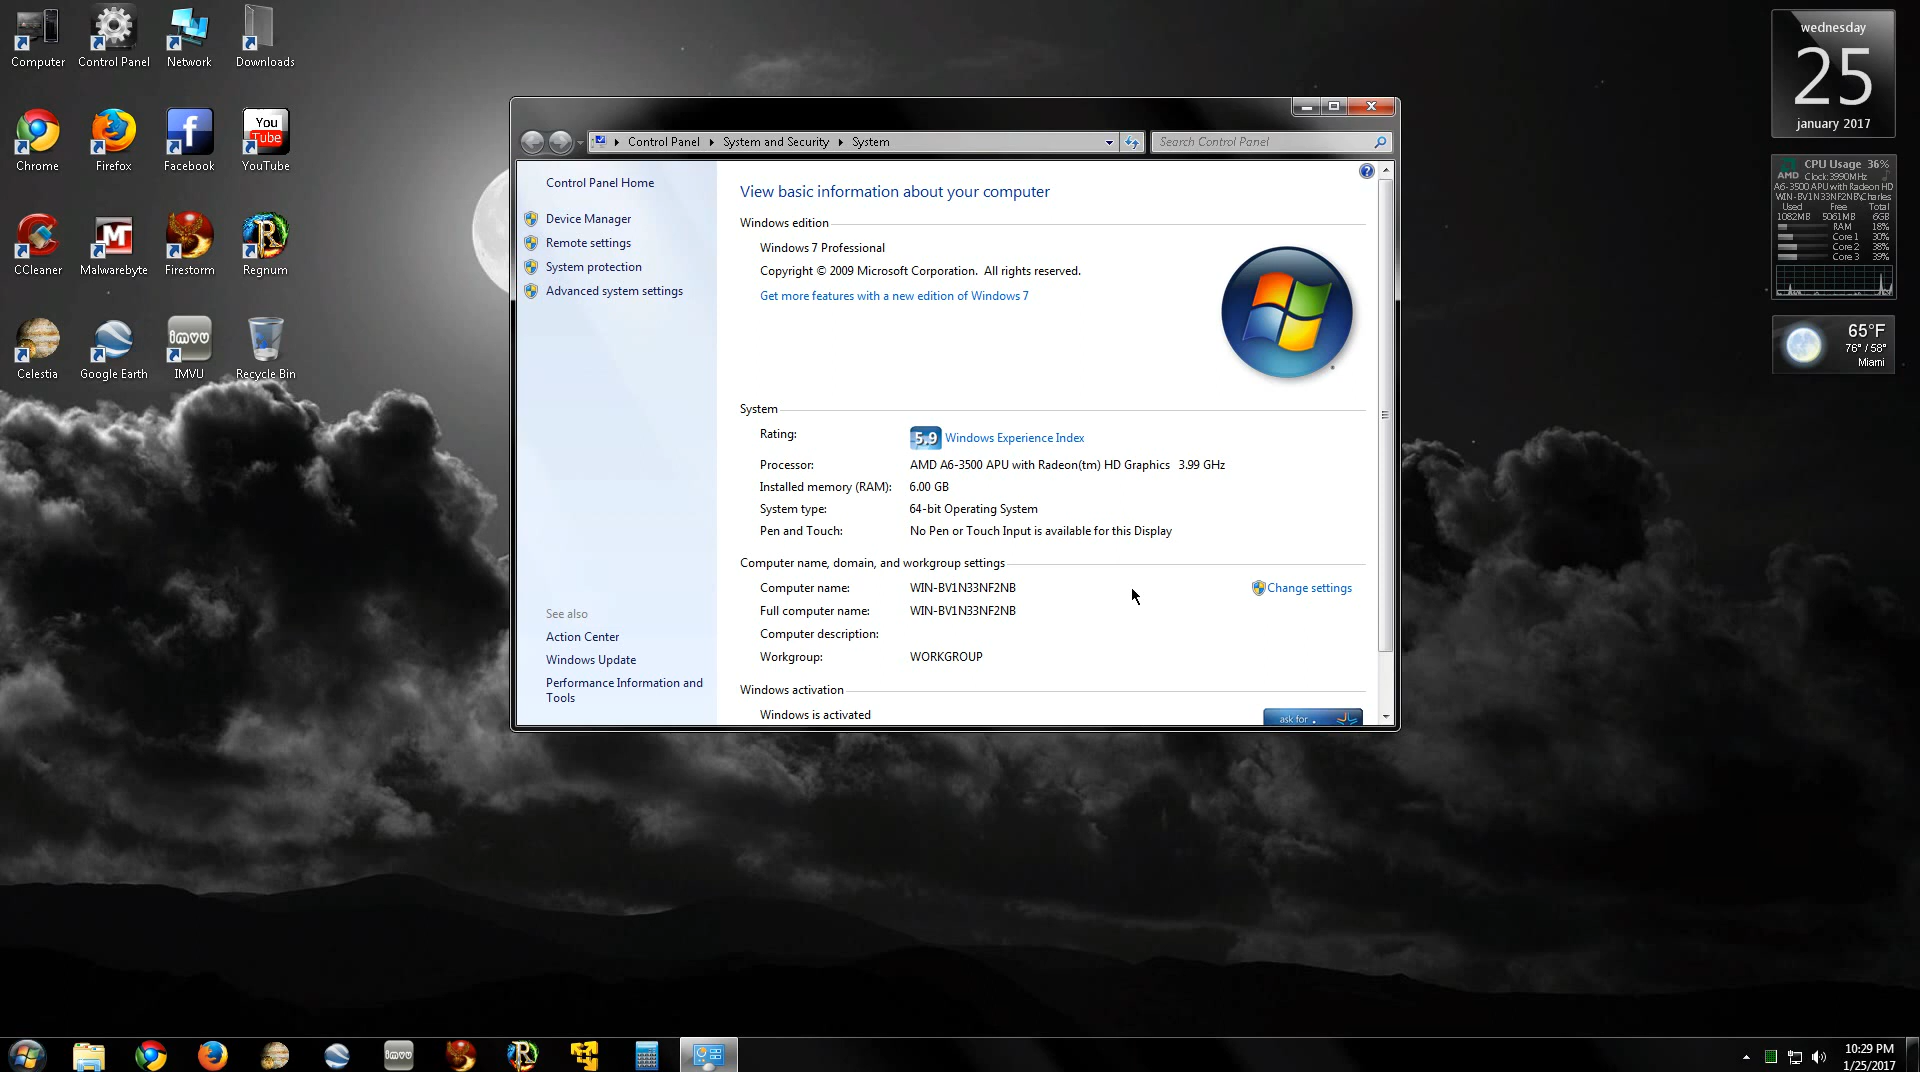 Computer
Control Panel
Network
Downloads
Chrome
Firefox
Facebook
You
Tube
YouTube
CCleaner
Malwarebyte
Firestorm
Regnum
Celestia
Google Earth
imvu
IMVU
Recycle Bin
Control Panel
System and Security
System
Search Control Panel
Control Panel Home
Device Manager
Remote settings
System protection
Advanced system settings
See also
Action Center
Windows Update
Performance Information and
Tools
View basic information about your computer
Windows edition
Windows 7 Professional
Copyright © 2009 Microsoft Corporation. All rights reserved.
Get more features with a new edition of Windows 7
System
Rating:
5.9 Windows Experience Index
Processor:
AMD A6-3500 APU with Radeon(tm) HD Graphics 3.99 GHz
Installed memory (RAM):
6.00 GB
System type:
64-bit Operating System
Pen and Touch:
No Pen or Touch Input is available for this Display
Computer name, domain, and workgroup settings
Computer name:
WIN-BV1N33NF2NB
Change settings
Full computer name:
WIN-BV1N33NF2NB
Computer description:
Workgroup:
WORKGROUP
Windows activation
Windows is activated
ask for
wednesday
25
january 2017
CPU Usage 36%
AMD Clock: 3990MHz
A6-3500 APU with Radeon HD
WIN-BV1N33NF2NB\Charles
Used Free Total
1082MB 5061MB 6GB
RAM 18%
Core 1 30%
Core 2 38%
Core 3 39%
65°F
76° / 58°
Miami
imvu
10:29 PM
1/25/2017